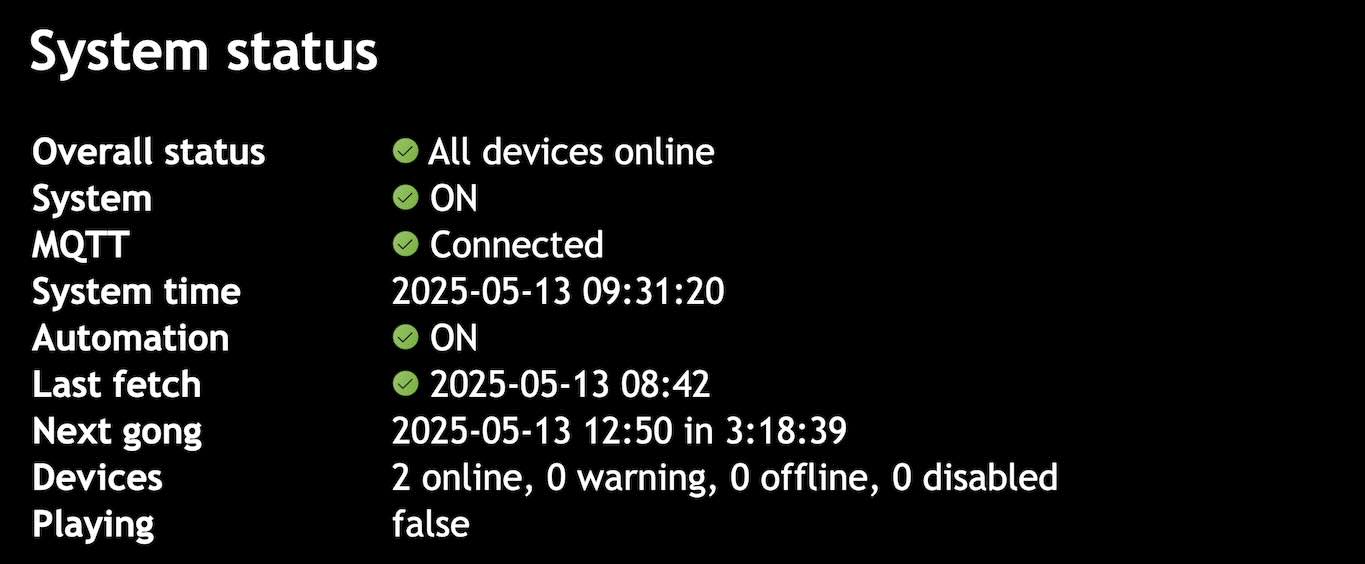 System status
Overall status ✓ All devices online
System ✓ ON
MQTT ✓ Connected
System time 2025-05-13 09:31:20
Automation ✓ ON
Last fetch ✓ 2025-05-13 08:42
Next gong 2025-05-13 12:50 in 3:18:39
Devices 2 online, 0 warning, 0 offline, 0 disabled
Playing false